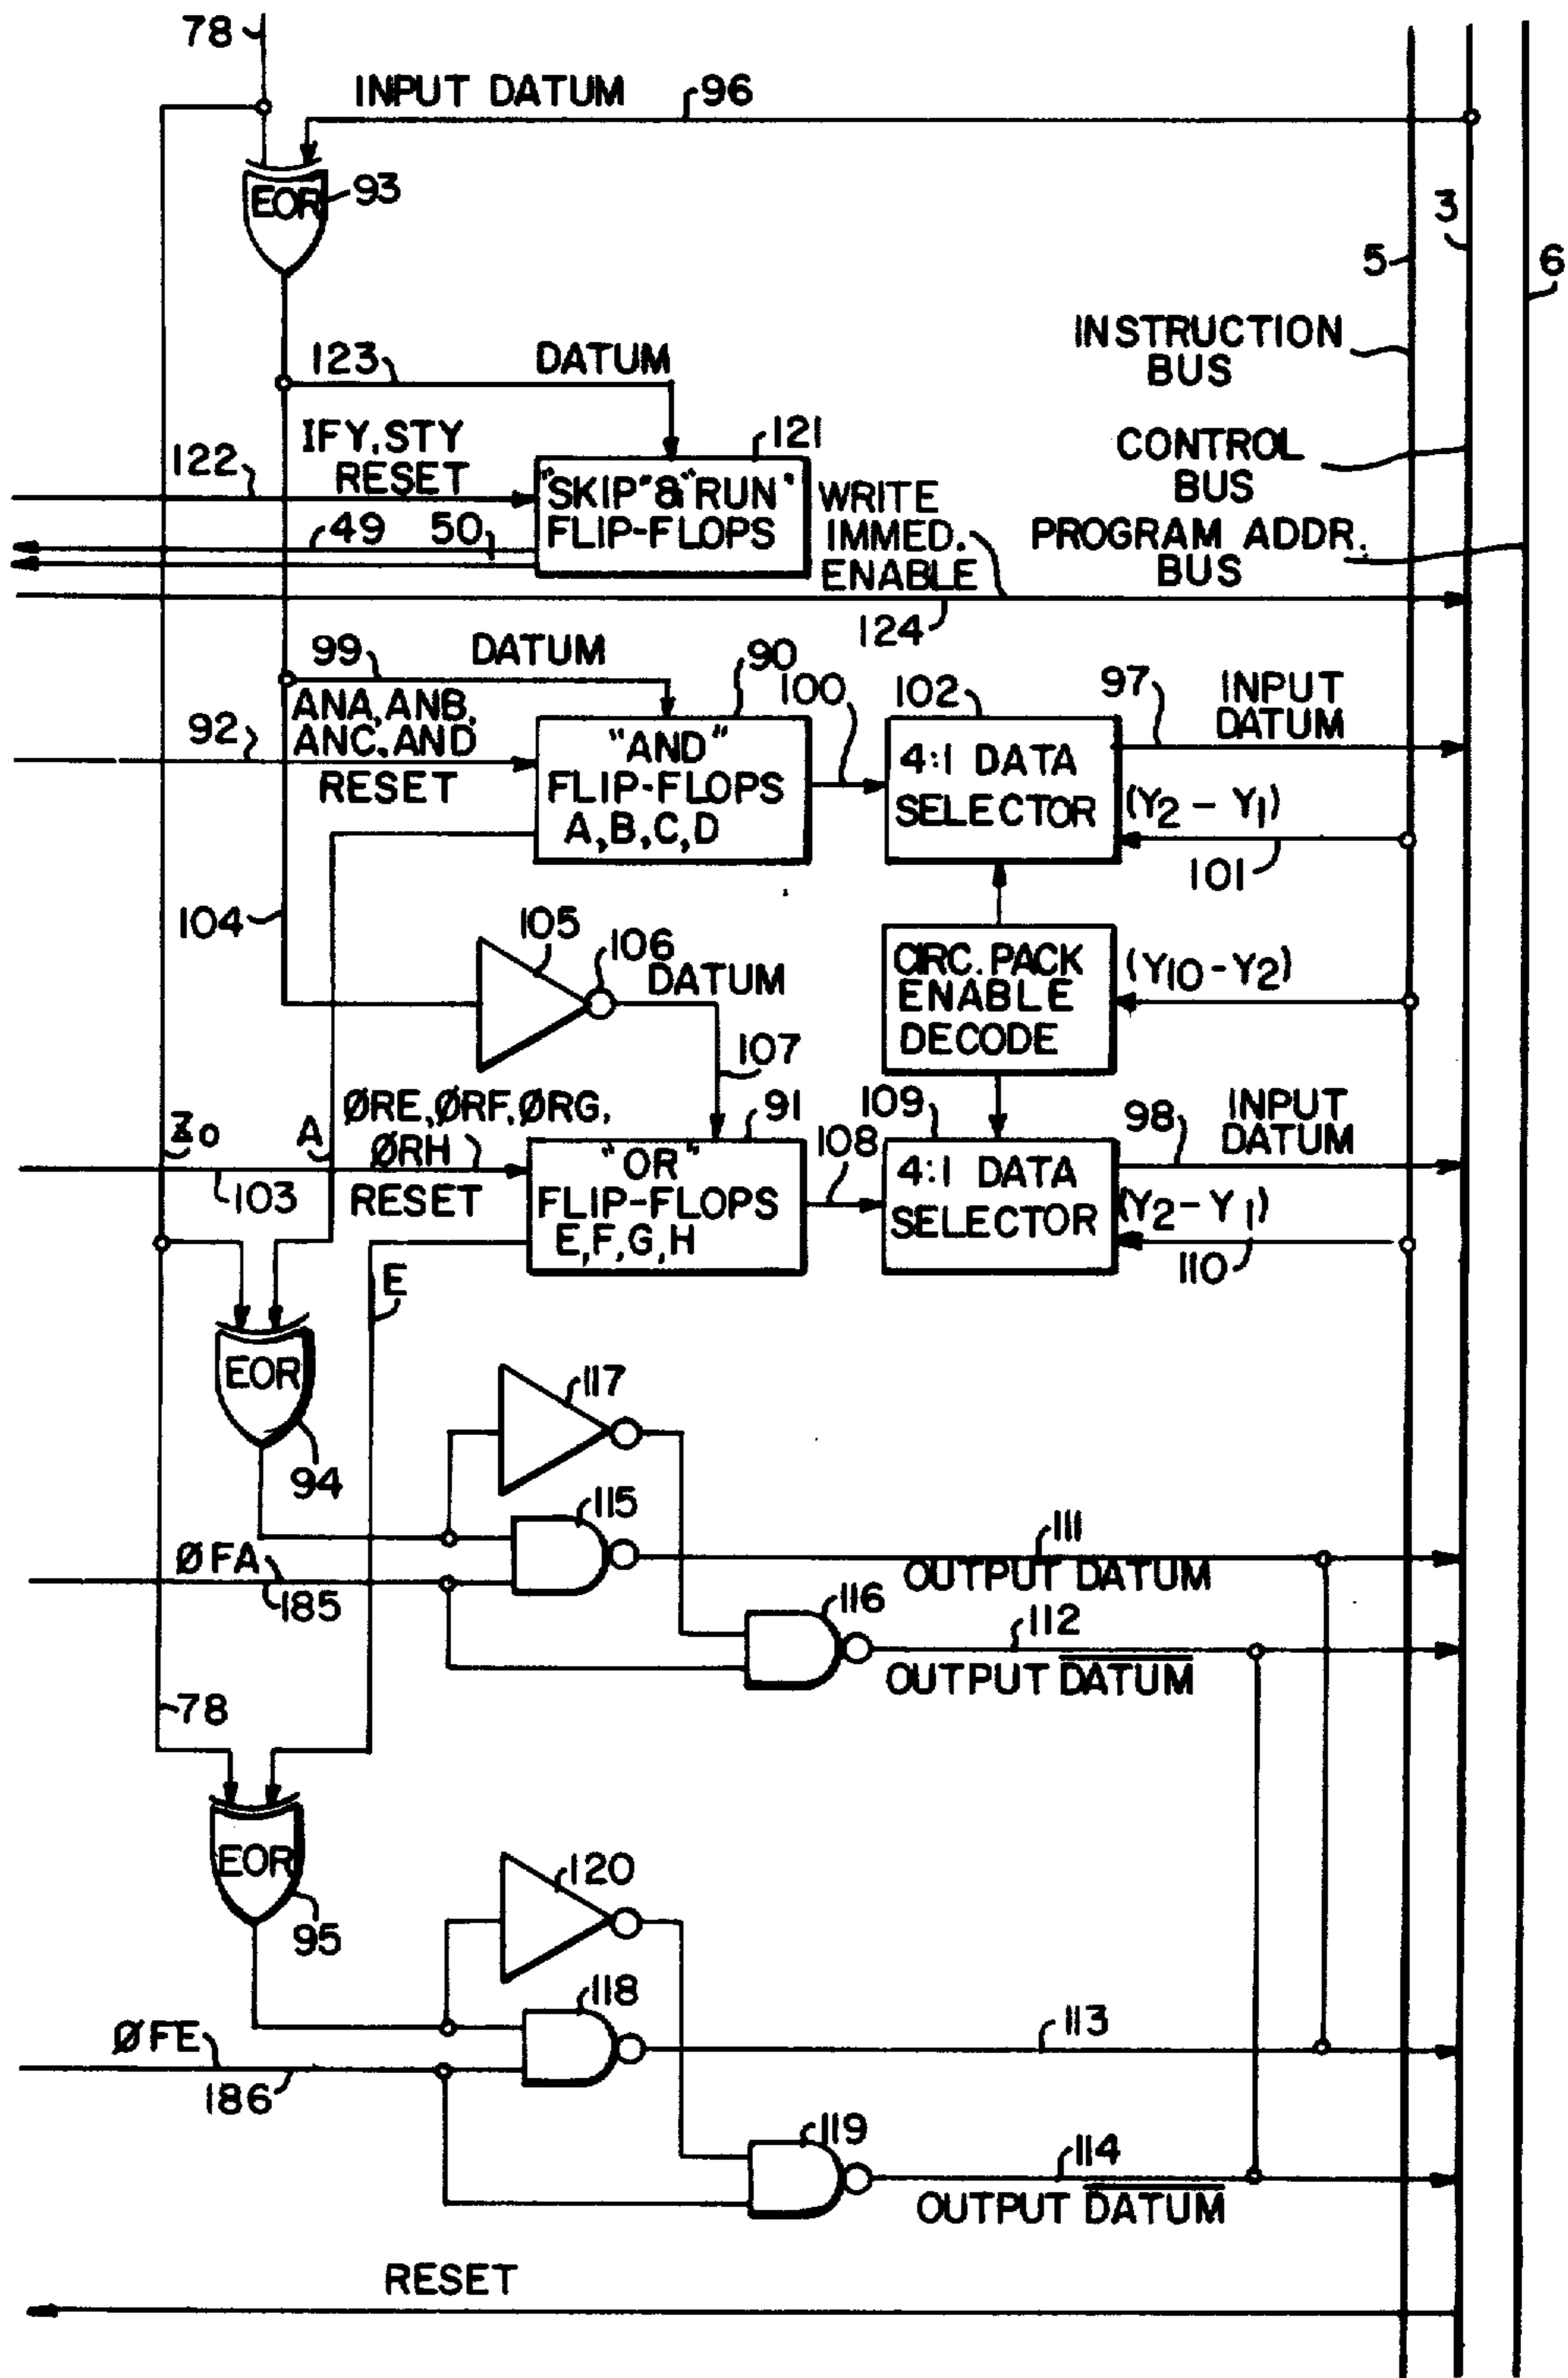 78
INPUT DATUM
96
EOR
93
3
5
6
INSTRUCTION
BUS
123
DATUM
CONTROL
BUS
IFY, STY
RESET
122
121
"SKIP" & "RUN"
FLIP-FLOPS
49
50
WRITE
IMMED.
ENABLE
PROGRAM ADDR.
BUS
124
99
DATUM
90
100
102
97
INPUT
DATUM
92
ANA, ANB,
ANC, AND
RESET
"AND"
FLIP-FLOPS
A, B, C, D
4:1 DATA
SELECTOR
(Y2 - Y1)
101
104
105
106
DATUM
107
CIRC. PACK
ENABLE
DECODE
(Y10 - Y2)
Z0
A
ØRE, ØRF, ØRG,
ØRH
RESET
103
91
"OR"
FLIP-FLOPS
E, F, G, H
108
109
98
INPUT
DATUM
4:1 DATA
SELECTOR
(Y2 - Y1)
110
E
EOR
94
117
115
111
OUTPUT DATUM
ØFA
185
116
112
OUTPUT D̅A̅T̅U̅M̅
78
EOR
95
120
118
113
ØFE
186
119
114
OUTPUT D̅A̅T̅U̅M̅
RESET